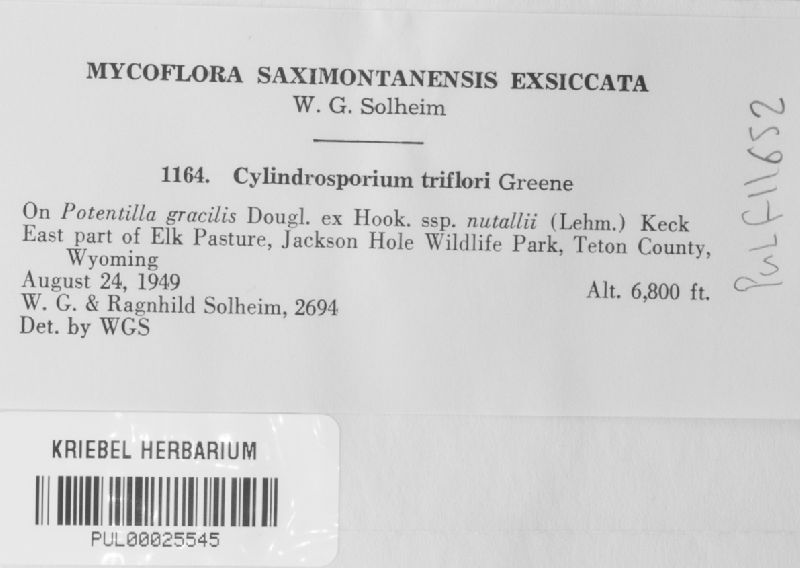 MYCOFLORA SAXIMONTANENSIS EXSICCATA
W. G. Solheim
1164. Cylindrosporium triflori Greene
On Potentilla gracilis Dougl. ex Hook. ssp. nutallii (Lehm.) Keck
East part of Elk Pasture, Jackson Hole Wildlife Park, Teton County,
Wyoming
August 24, 1949 Alt. 6,800 ft.
W. G. & Ragnhild Solheim, 2694
Det. by WGS
PUL F11652
KRIEBEL HERBARIUM
PUL00025545